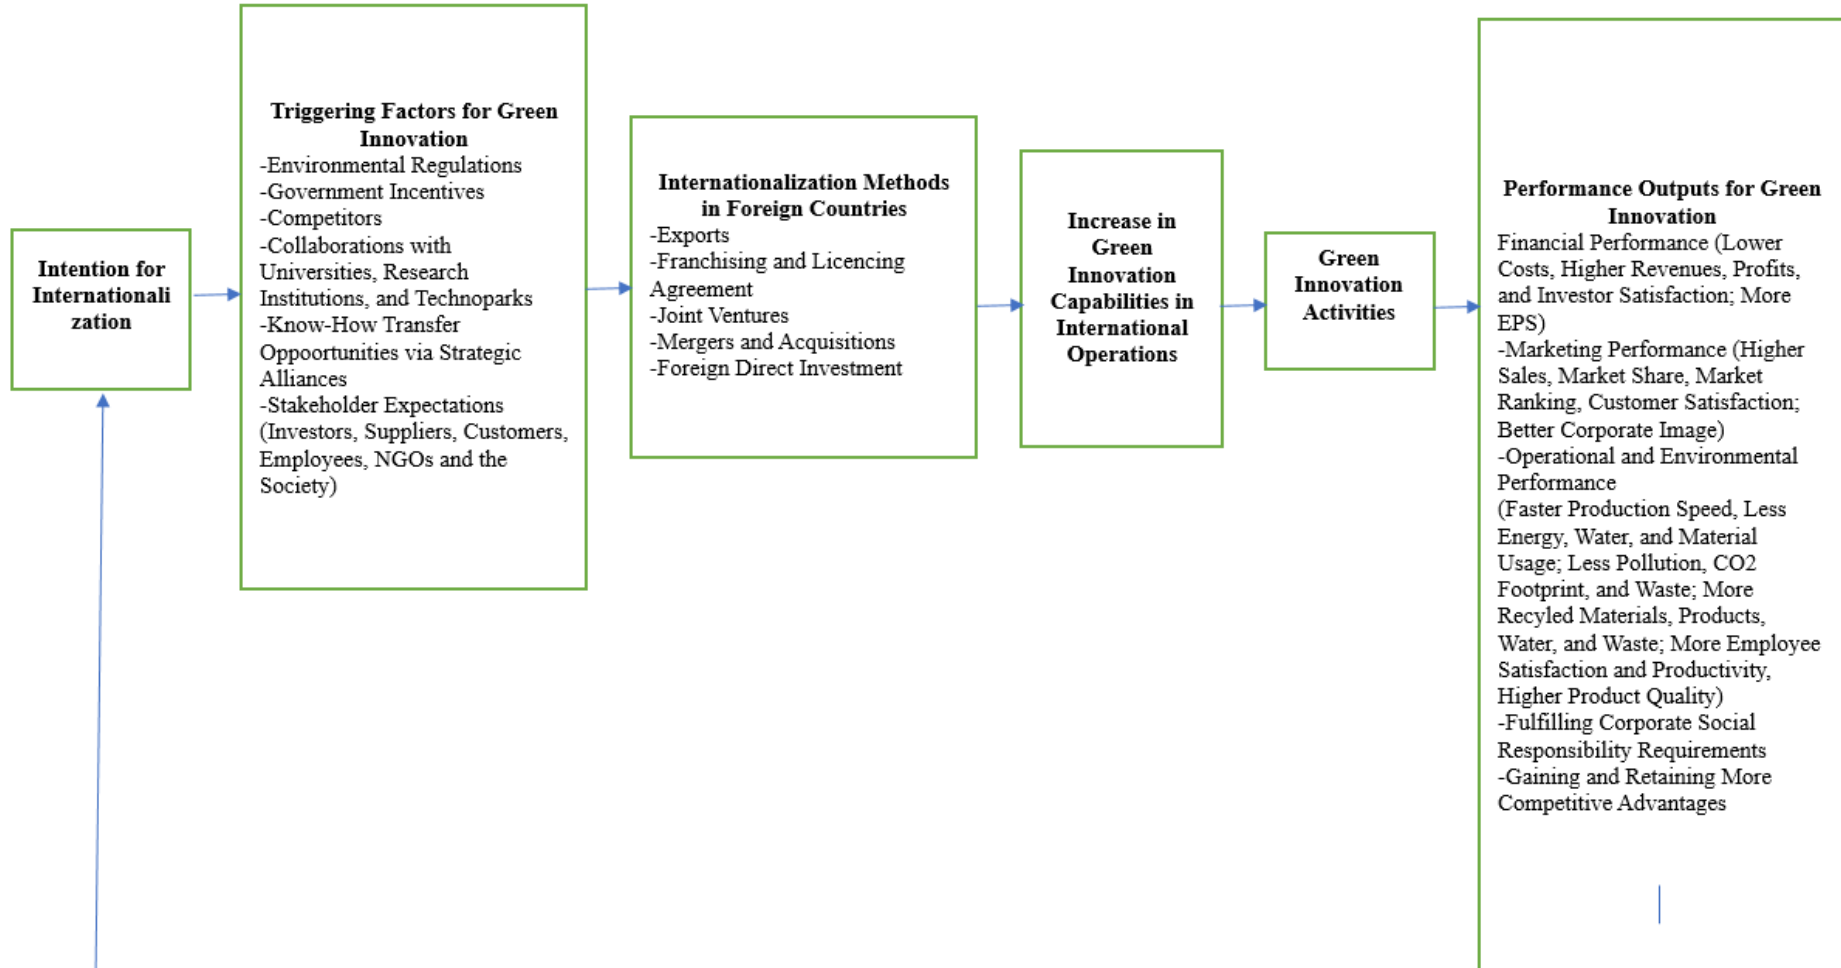 Intention for
Internationali
zation
Triggering Factors for Green
Innovation
-Environmental Regulations
-Government Incentives
-Competitors
-Collaborations with
Universities, Research
Institutions, and Technoparks
-Know-How Transfer
Oppoortunities via Strategic
Alliances
-Stakeholder Expectations
(Investors, Suppliers, Customers,
Employees, NGOs and the
Society)
Internationalization Methods
in Foreign Countries
-Exports
-Franchising and Licencing
Agreement
-Joint Ventures
-Mergers and Acquisitions
-Foreign Direct Investment
Increase in
Green
Innovation
Capabilities in
International
Operations
Green
Innovation
Activities
Performance Outputs for Green
Innovation
Financial Performance (Lower
Costs, Higher Revenues, Profits,
and Investor Satisfaction; More
EPS)
-Marketing Performance (Higher
Sales, Market Share, Market
Ranking, Customer Satisfaction;
Better Corporate Image)
-Operational and Environmental
Performance
(Faster Production Speed, Less
Energy, Water, and Material
Usage; Less Pollution, CO2
Footprint, and Waste; More
Recyled Materials, Products,
Water, and Waste; More Employee
Satisfaction and Productivity,
Higher Product Quality)
-Fulfilling Corporate Social
Responsibility Requirements
-Gaining and Retaining More
Competitive Advantages